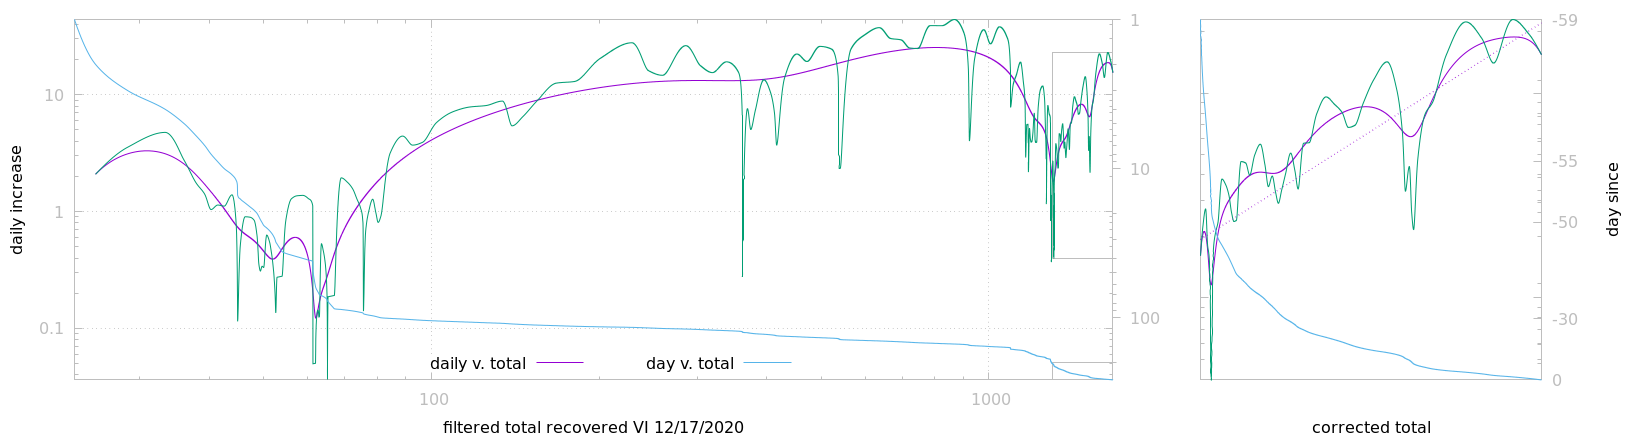 daily increase
10
1
0.1
daily v. total
day v. total
100
1000
filtered total recovered VI 12/17/2020
1
10
100
-59
-55
-50
-30
0
day since
corrected total